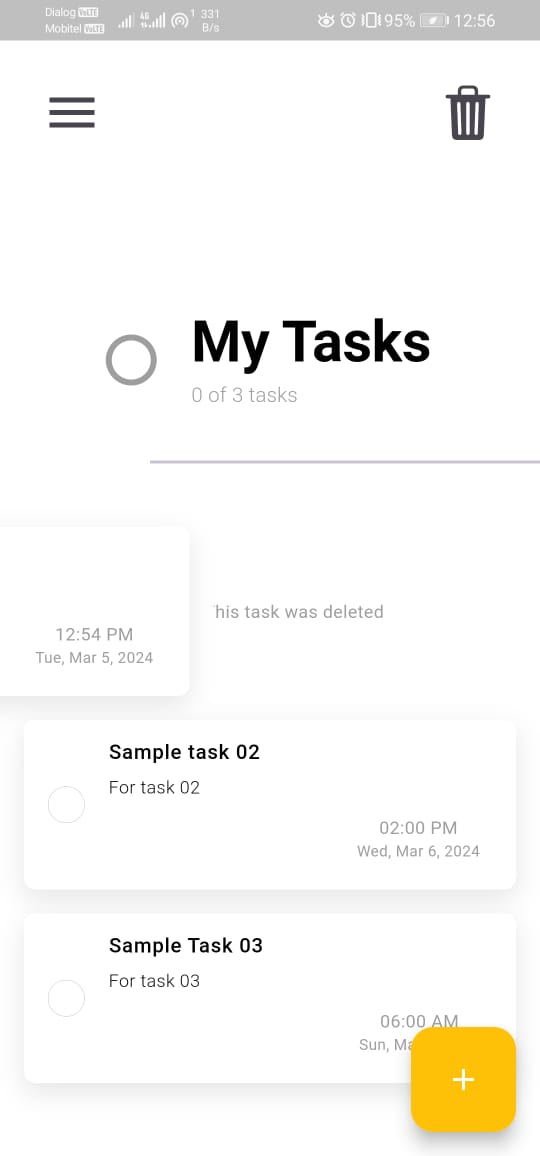 Dialog VoLTE
Mobitel VoLTE
4G
1
331
B/s
95%
12:56
My Tasks
0 of 3 tasks
his task was deleted
12:54 PM
Tue, Mar 5, 2024
Sample task 02
For task 02
02:00 PM
Wed, Mar 6, 2024
Sample Task 03
For task 03
06:00 AM
Sun, Ma
+